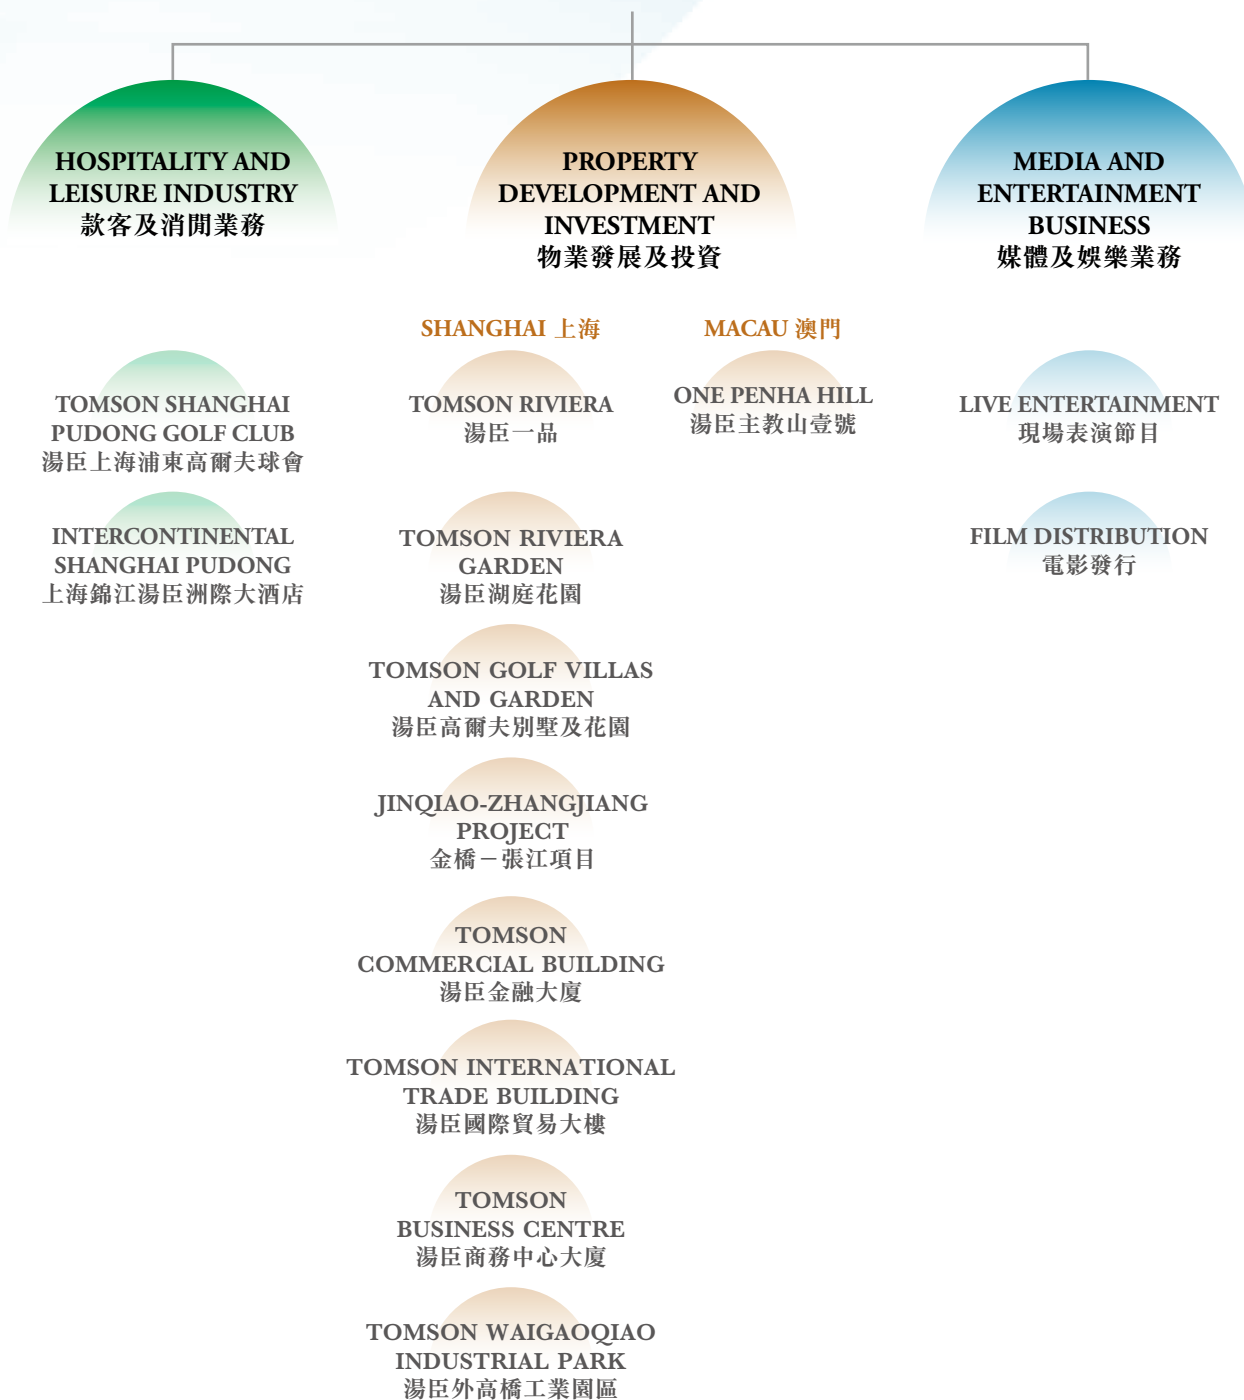 HOSPITALITY AND
LEISURE INDUSTRY
款客及消閒業務
PROPERTY
DEVELOPMENT AND
INVESTMENT
物業發展及投資
MEDIA AND
ENTERTAINMENT
BUSINESS
媒體及娛樂業務
TOMSON SHANGHAI
PUDONG GOLF CLUB
湯臣上海浦東高爾夫球會
INTERCONTINENTAL
SHANGHAI PUDONG
上海錦江湯臣洲際大酒店
SHANGHAI 上海
TOMSON RIVIERA
湯臣一品
TOMSON RIVIERA
GARDEN
湯臣湖庭花園
TOMSON GOLF VILLAS
AND GARDEN
湯臣高爾夫別墅及花園
JINQIAO-ZHANGJIANG
PROJECT
金橋－張江項目
TOMSON
COMMERCIAL BUILDING
湯臣金融大廈
TOMSON INTERNATIONAL
TRADE BUILDING
湯臣國際貿易大樓
TOMSON
BUSINESS CENTRE
湯臣商務中心大廈
TOMSON WAIGAOQIAO
INDUSTRIAL PARK
湯臣外高橋工業園區
MACAU 澳門
ONE PENHA HILL
湯臣主教山壹號
LIVE ENTERTAINMENT
現場表演節目
FILM DISTRIBUTION
電影發行